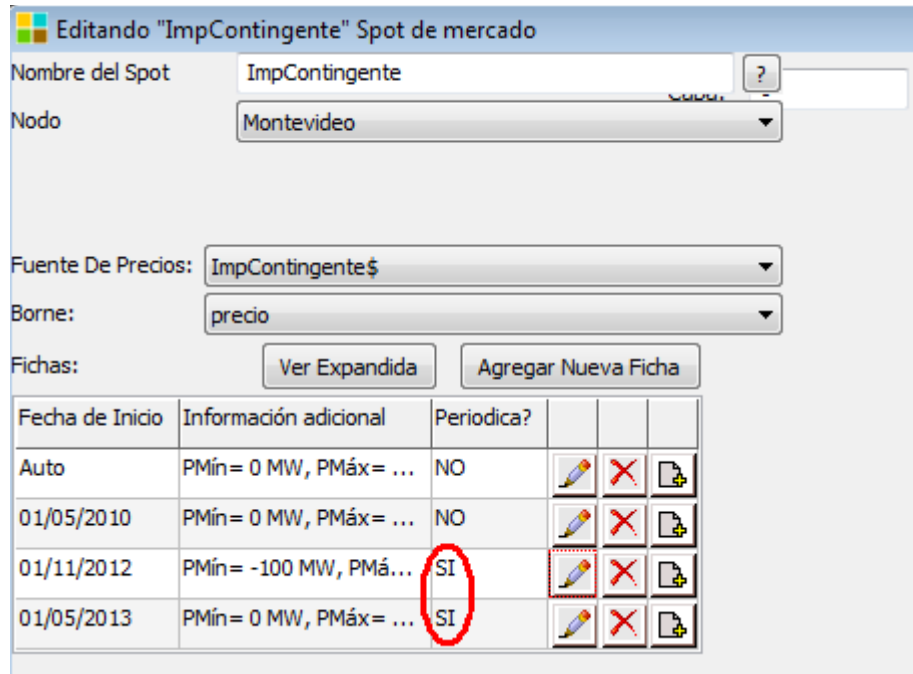 Editando "ImpContingente" Spot de mercado
Nombre del Spot ImpContingente ?
Nodo Montevideo
Fuente De Precios: ImpContingente$
Borne: precio
Fichas: Ver Expandida Agregar Nueva Ficha
Fecha de Inicio Información adicional Periodica?
Auto PMín= 0 MW, PMáx= ... NO
01/05/2010 PMín= 0 MW, PMáx= ... NO
01/11/2012 PMín= -100 MW, PMá... SI
01/05/2013 PMín= 0 MW, PMáx= ... SI